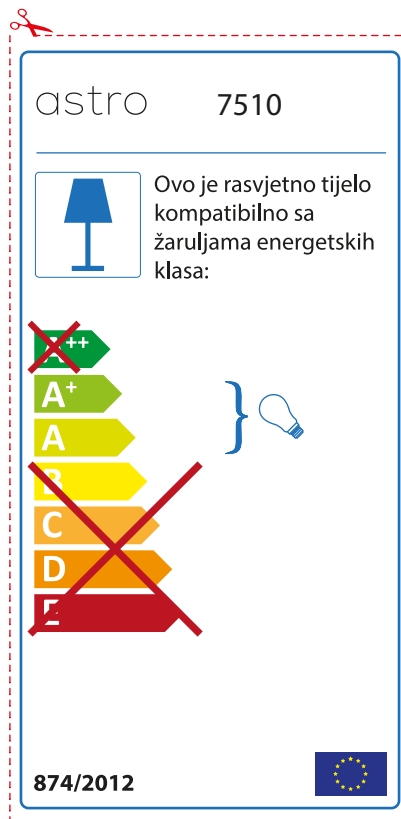 astro 7510
Ovo je rasvjetno tijelo
kompatibilno sa
žaruljama energetskih
klasa:
A++
A+
A
B
C
D
E
874/2012